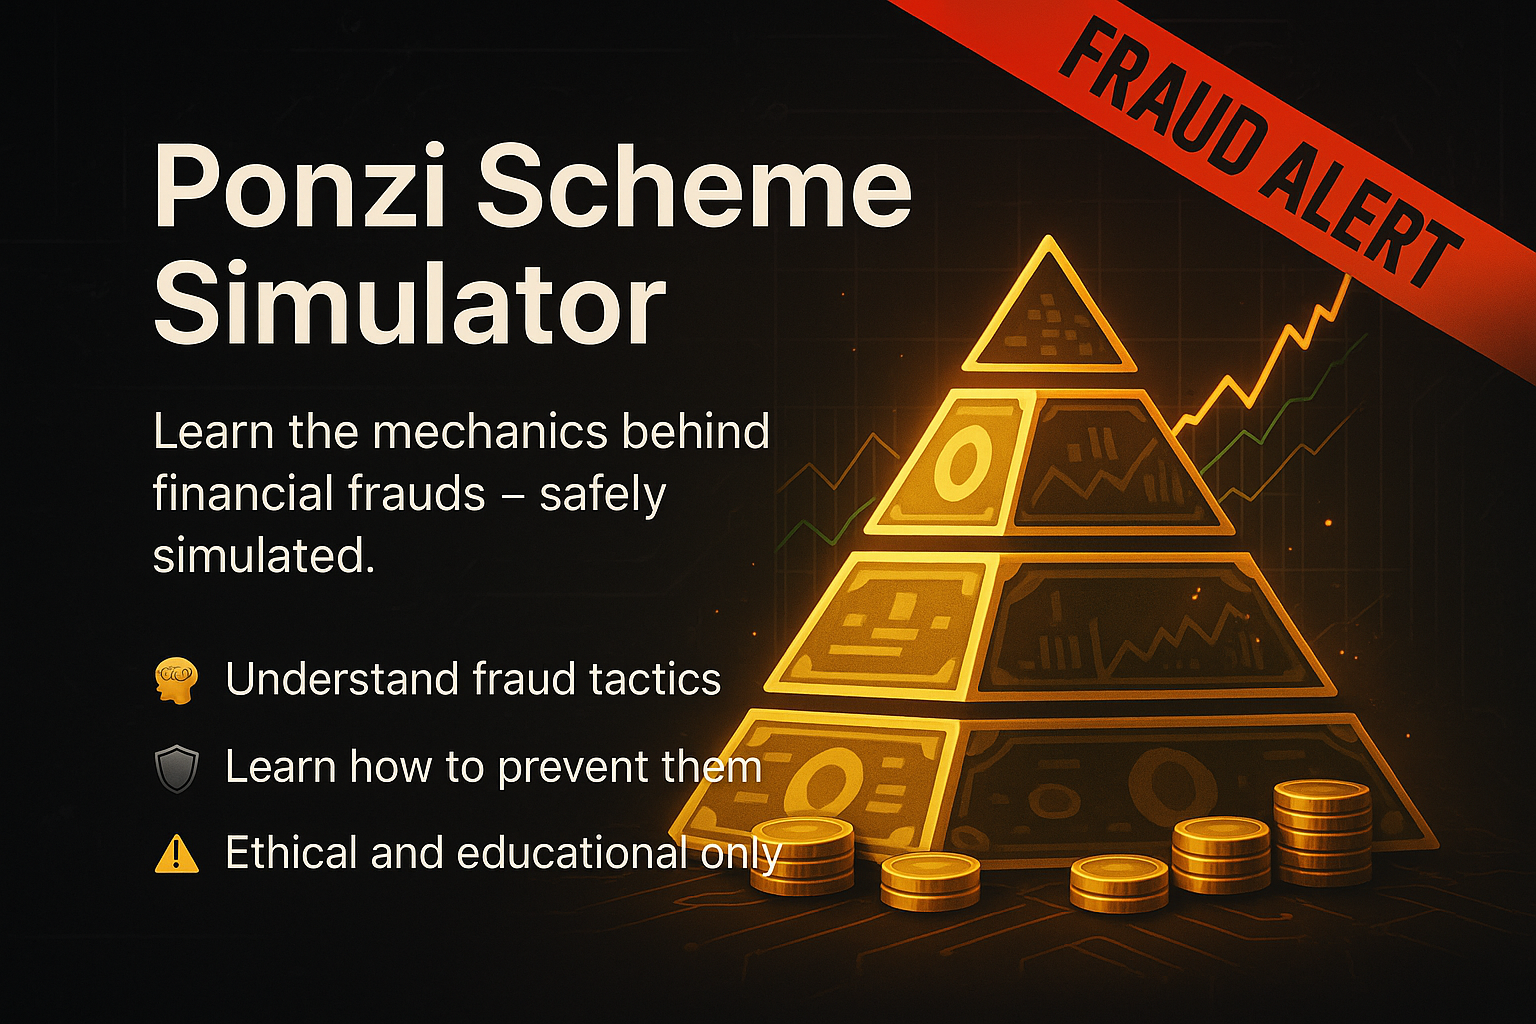 FRAUD ALERT
Ponzi Scheme
Simulator
Learn the mechanics behind
financial frauds – safely
simulated.
Understand fraud tactics
Learn how to prevent them
Ethical and educational only